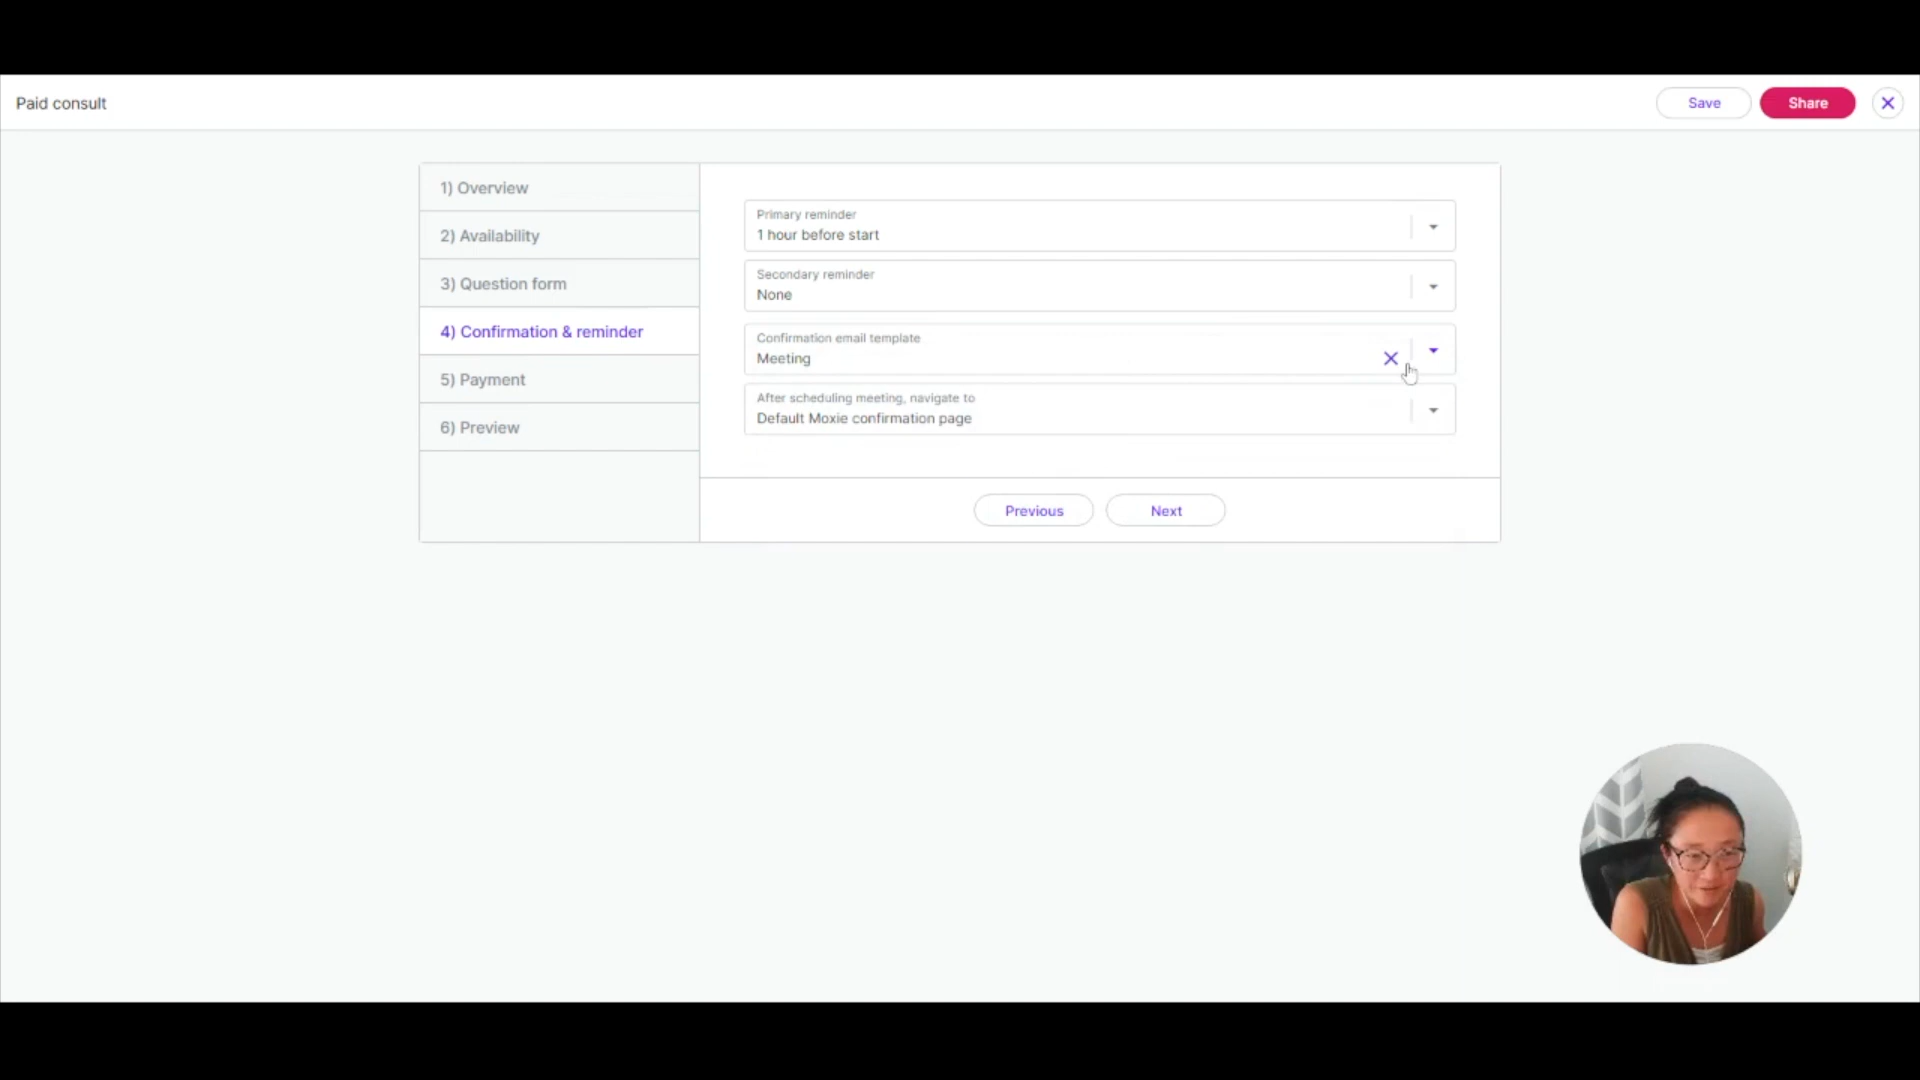 Paid consult
Save
Share
1) Overview
2) Availability
3) Question form
4) Confirmation & reminder
5) Payment
6) Preview
Primary reminder
1 hour before start
Secondary reminder
None
Confirmation email template
Meeting
After scheduling meeting, navigate to
Default Moxie confirmation page
Previous
Next